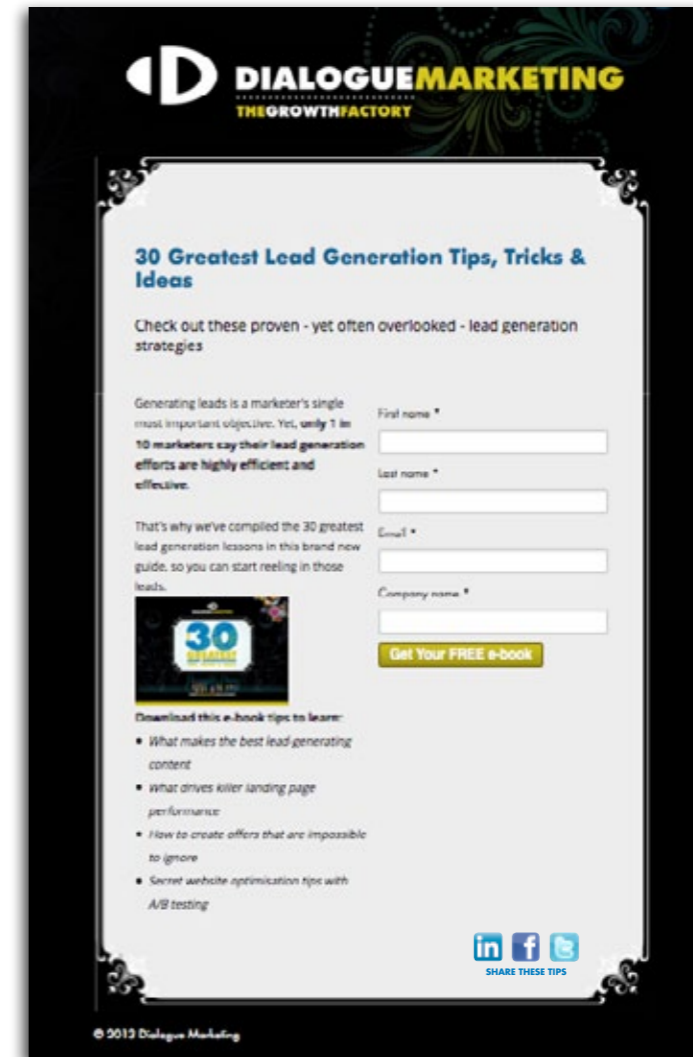 DIALOGUEMARKETING
THEGROWTHFACTORY
30 Greatest Lead Generation Tips, Tricks &
Ideas
Check out these proven - yet often overlooked - lead generation
strategies
Generating leads is a marketer's single
most important objective. Yet, only 1 in
10 marketers say their lead generation
efforts are highly efficient and
effective.
That's why we've compiled the 30 greatest
lead generation lessons in this brand new
guide, so you can start reeling in those
leads.
30
GREATEST
Download this e-book tips to learn:
• What makes the best lead-generating
content
• What drives killer landing page
performance
• How to create offers that are impossible
to ignore
• Secret website optimisation tips with
A/B testing
First name *
Last name *
Email *
Company name *
Get Your FREE e-book
in f
SHARE THESE TIPS
© 2012 Dialogue Marketing